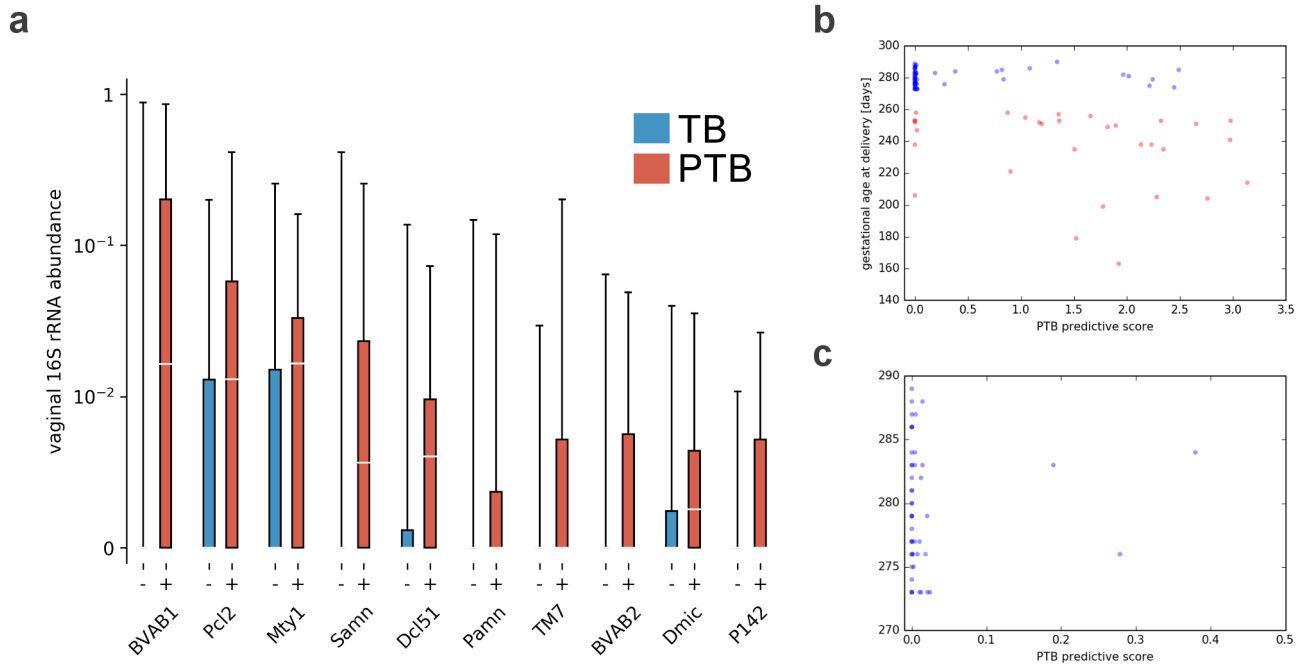 a
vaginal 16S rRNA abundance
1
10⁻¹
10⁻²
0
TB
PTB
- + - + - + - + - + - + - + - + - + - +
BVAB1 Pcl2 Mty1 Samn Dcl51 Pamn TM7 BVAB2 Dmic P142
b
gestational age at delivery [days]
300
280
260
240
220
200
180
160
140
0.0 0.5 1.0 1.5 2.0 2.5 3.0 3.5
PTB predictive score
c
290
285
280
275
270
0.0 0.1 0.2 0.3 0.4 0.5
PTB predictive score